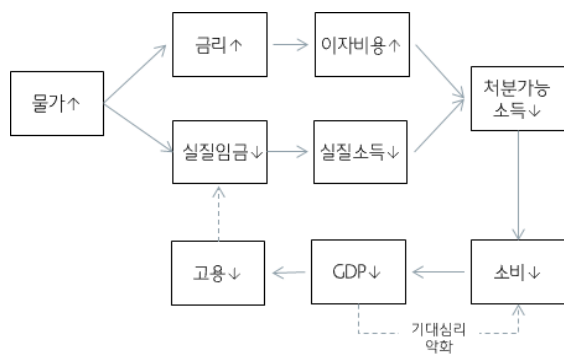 금리↑
이자비용↑
물가↑
처분가능
소득↓
실질임금↓
실질소득↓
고용↓
GDP↓
소비↓
기대심리
악화